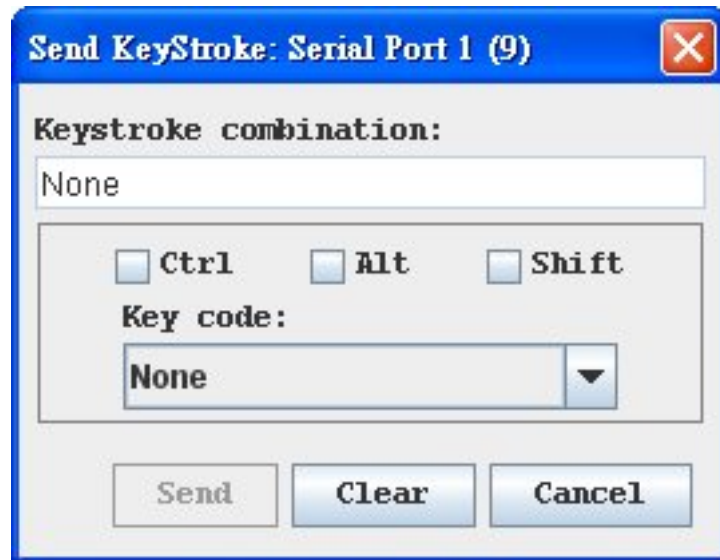 Send KeyStroke: Serial Port 1 (9)
Keystroke combination:
None
Ctrl Alt Shift
Key code:
None
Send Clear Cancel